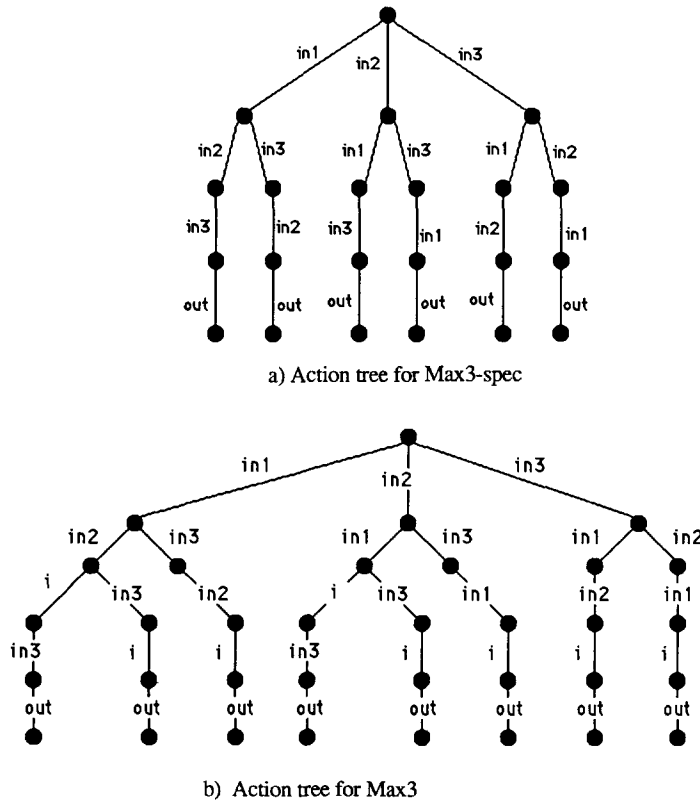 in1 in2 in3
in2 in3 in1 in3 in1 in2
in3 in2 in3 in1 in2 in1
out out out out out out
a) Action tree for Max3-spec
in1 in2 in3
in2 in3 in1 in3 in1 in2
i in3 in2 i in3 in1 in2 in1
in3 i i in3 i i i i
out out out out out out out out
b) Action tree for Max3